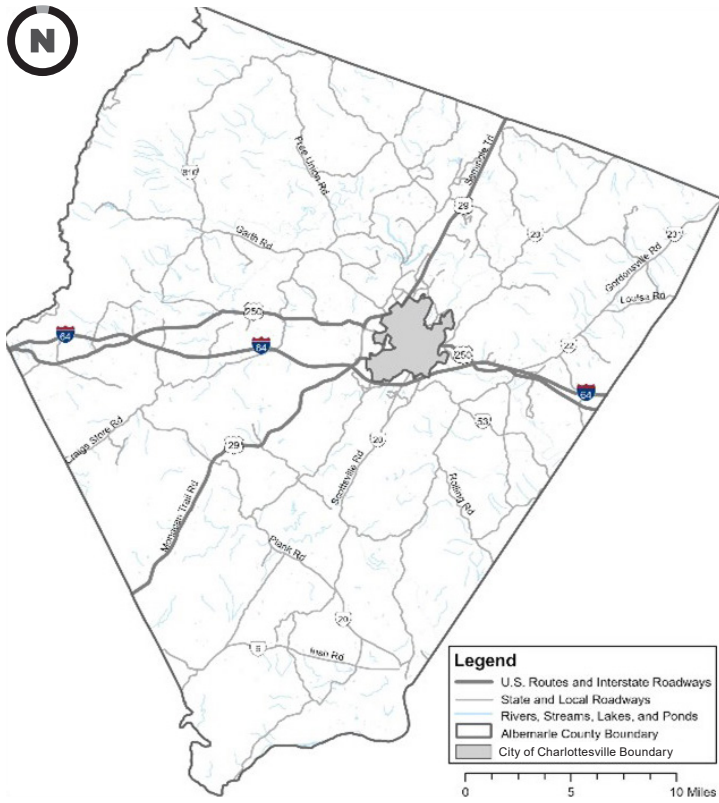 N
Seminole Trl
Free Union Rd
810
29
20
231
Garth Rd
Gordonsville Rd
Louisa Rd
250
64
64
22
250
64
Craigs Store Rd
53
20
29
Scottsville Rd
Rolling Rd
Monacan Trail Rd
Plank Rd
20
6
Irish Rd
Legend
U.S. Routes and Interstate Roadways
State and Local Roadways
Rivers, Streams, Lakes, and Ponds
Albemarle County Boundary
City of Charlottesville Boundary
0 5 10 Miles